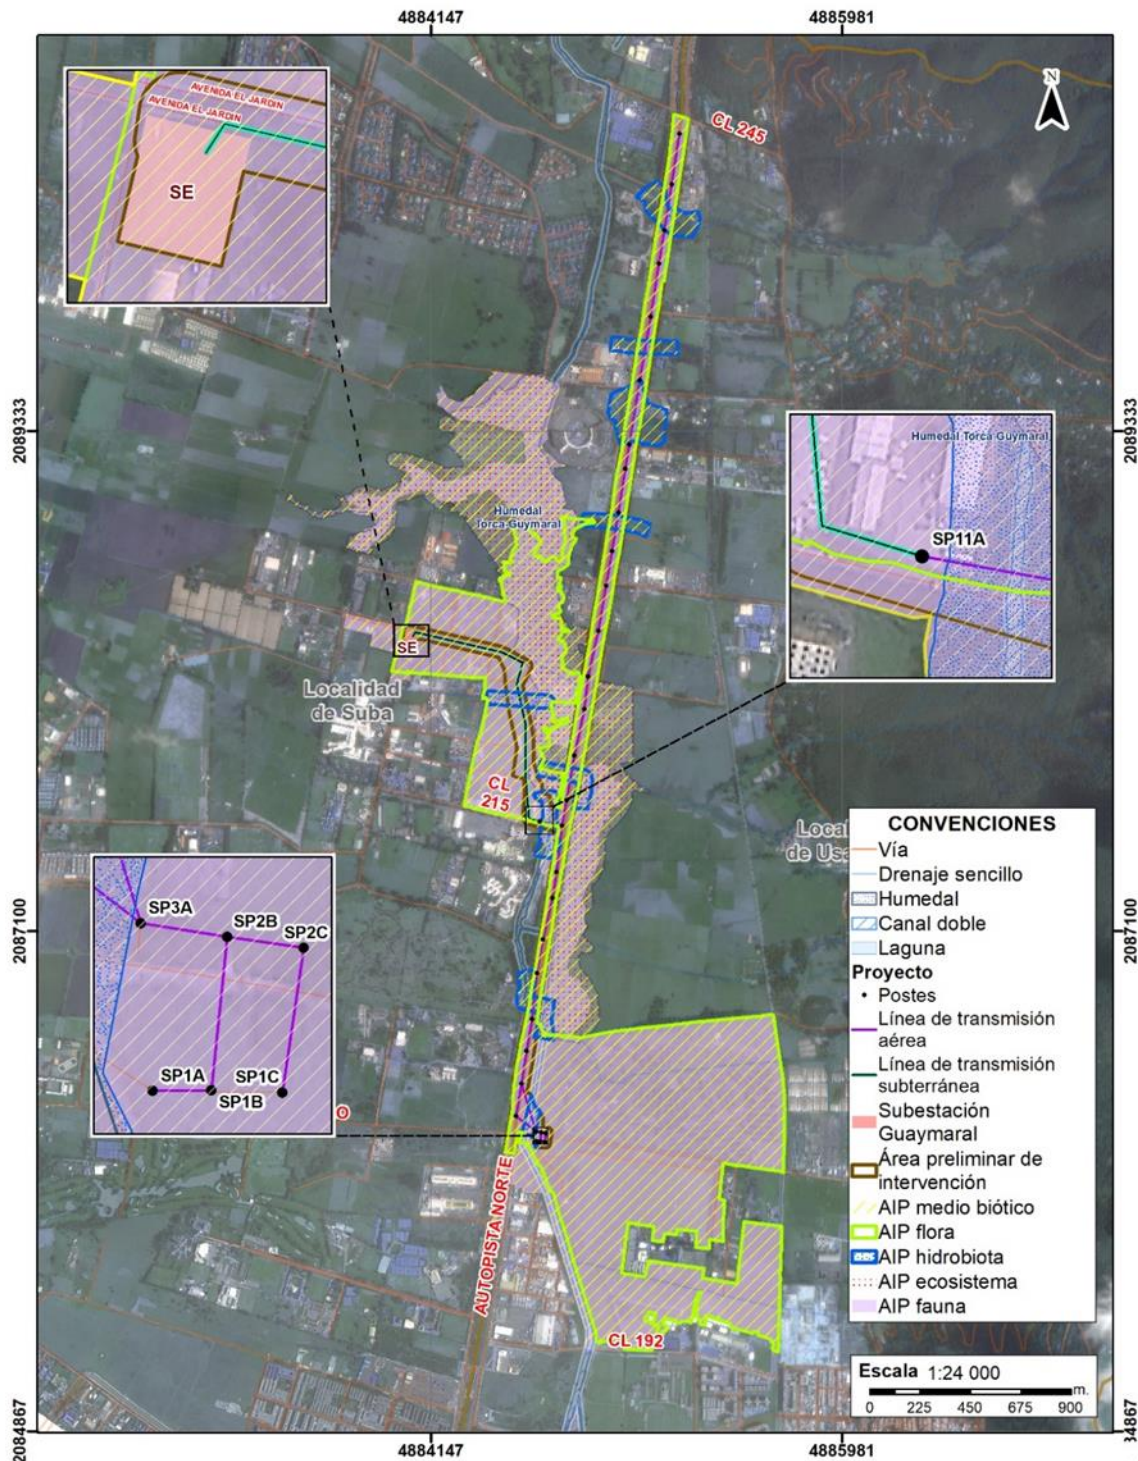 4884147
4885981
N
AVENIDA EL JARDIN
AVENIDA EL JARDIN
SE
CL 245
2089333
2089333
Humedal Torca Guymaral
SP11A
Humedal
Torca-Guymaral
SE
Localidad
de Suba
CL
215
Local
de Usa
CONVENCIONES
Vía
Drenaje sencillo
Humedal
Canal doble
Laguna
Proyecto
Postes
Línea de transmisión
aérea
Línea de transmisión
subterránea
Subestación
Guaymaral
Área preliminar de
intervención
AIP medio biótico
AIP flora
AIP hidrobiota
AIP ecosistema
AIP fauna
2087100
2087100
SP3A
SP2B
SP2C
SP1A
SP1B
SP1C
O
AUTOPISTA NORTE
CL 192
Escala 1:24 000
m.
0 225 450 675 900
2084867
34867
4884147
4885981